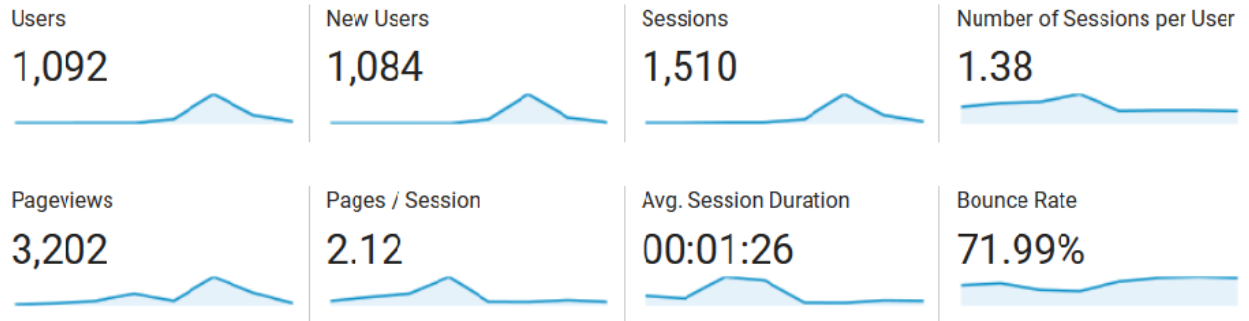 Users
1,092
New Users
1,084
Sessions
1,510
Number of Sessions per User
1.38
Pageviews
3,202
Pages / Session
2.12
Avg. Session Duration
00:01:26
Bounce Rate
71.99%